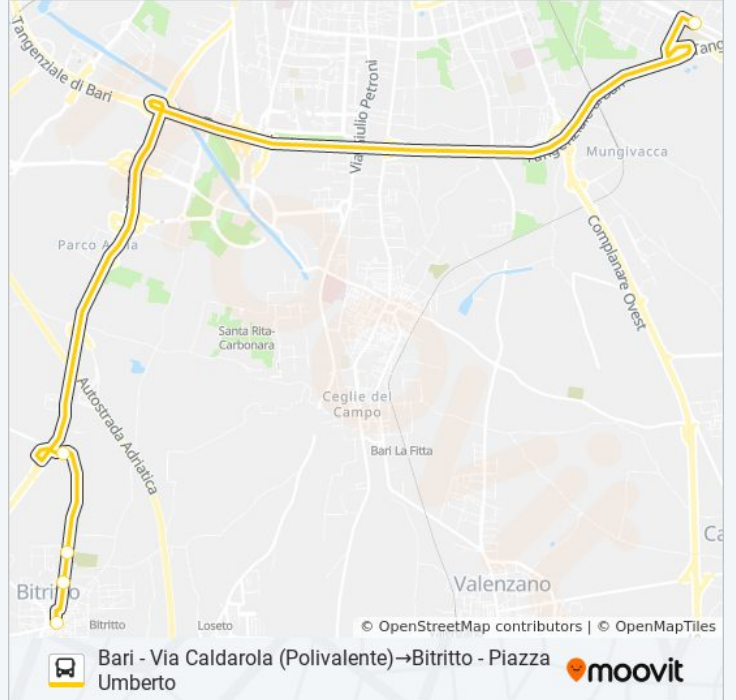 Tangenziale di Bari
Via Giulio Petroni
Tang
Tangenziale di Bari
Mungivacca
Parco A
Complanare Ovest
Santa Rita-
Carbonara
Autostrada Adriatica
Ceglie del
Campo
Bari La Fitta
Ca
Valenzano
Bitritto
Bitritto
Loseto
© OpenStreetMap contributors | © OpenMapTiles
Bari - Via Caldarola (Polivalente)→Bitritto - Piazza
Umberto
moovit